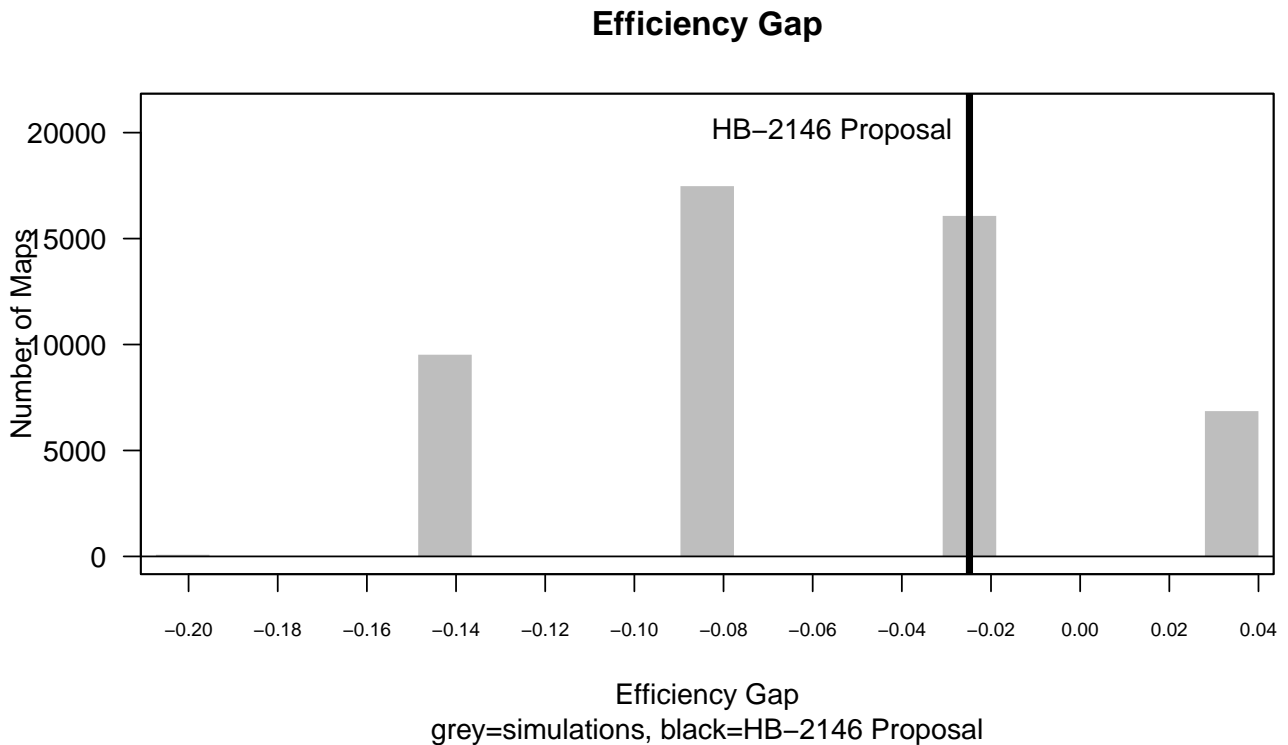 Efficiency Gap
HB−2146 Proposal
Number of Maps
20000
15000
10000
5000
0
−0.20 −0.18 −0.16 −0.14 −0.12 −0.10 −0.08 −0.06 −0.04 −0.02 0.00 0.02 0.04
Efficiency Gap
grey=simulations, black=HB−2146 Proposal